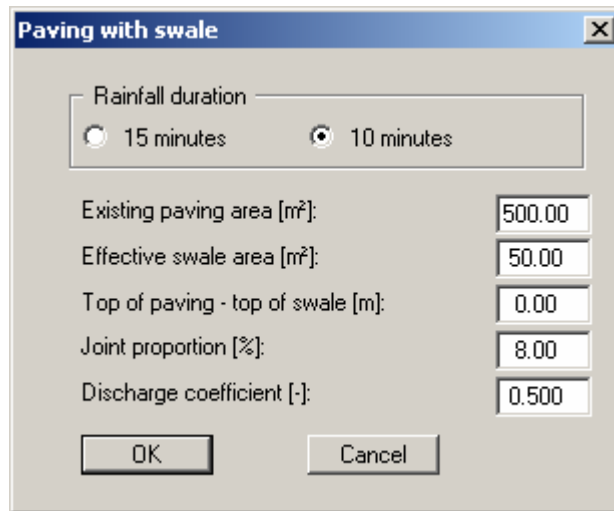 Paving with swale
Rainfall duration
15 minutes 10 minutes
Existing paving area [m²]: 500.00
Effective swale area [m²]: 50.00
Top of paving - top of swale [m]: 0.00
Joint proportion [%]: 8.00
Discharge coefficient [-]: 0.500
OK Cancel